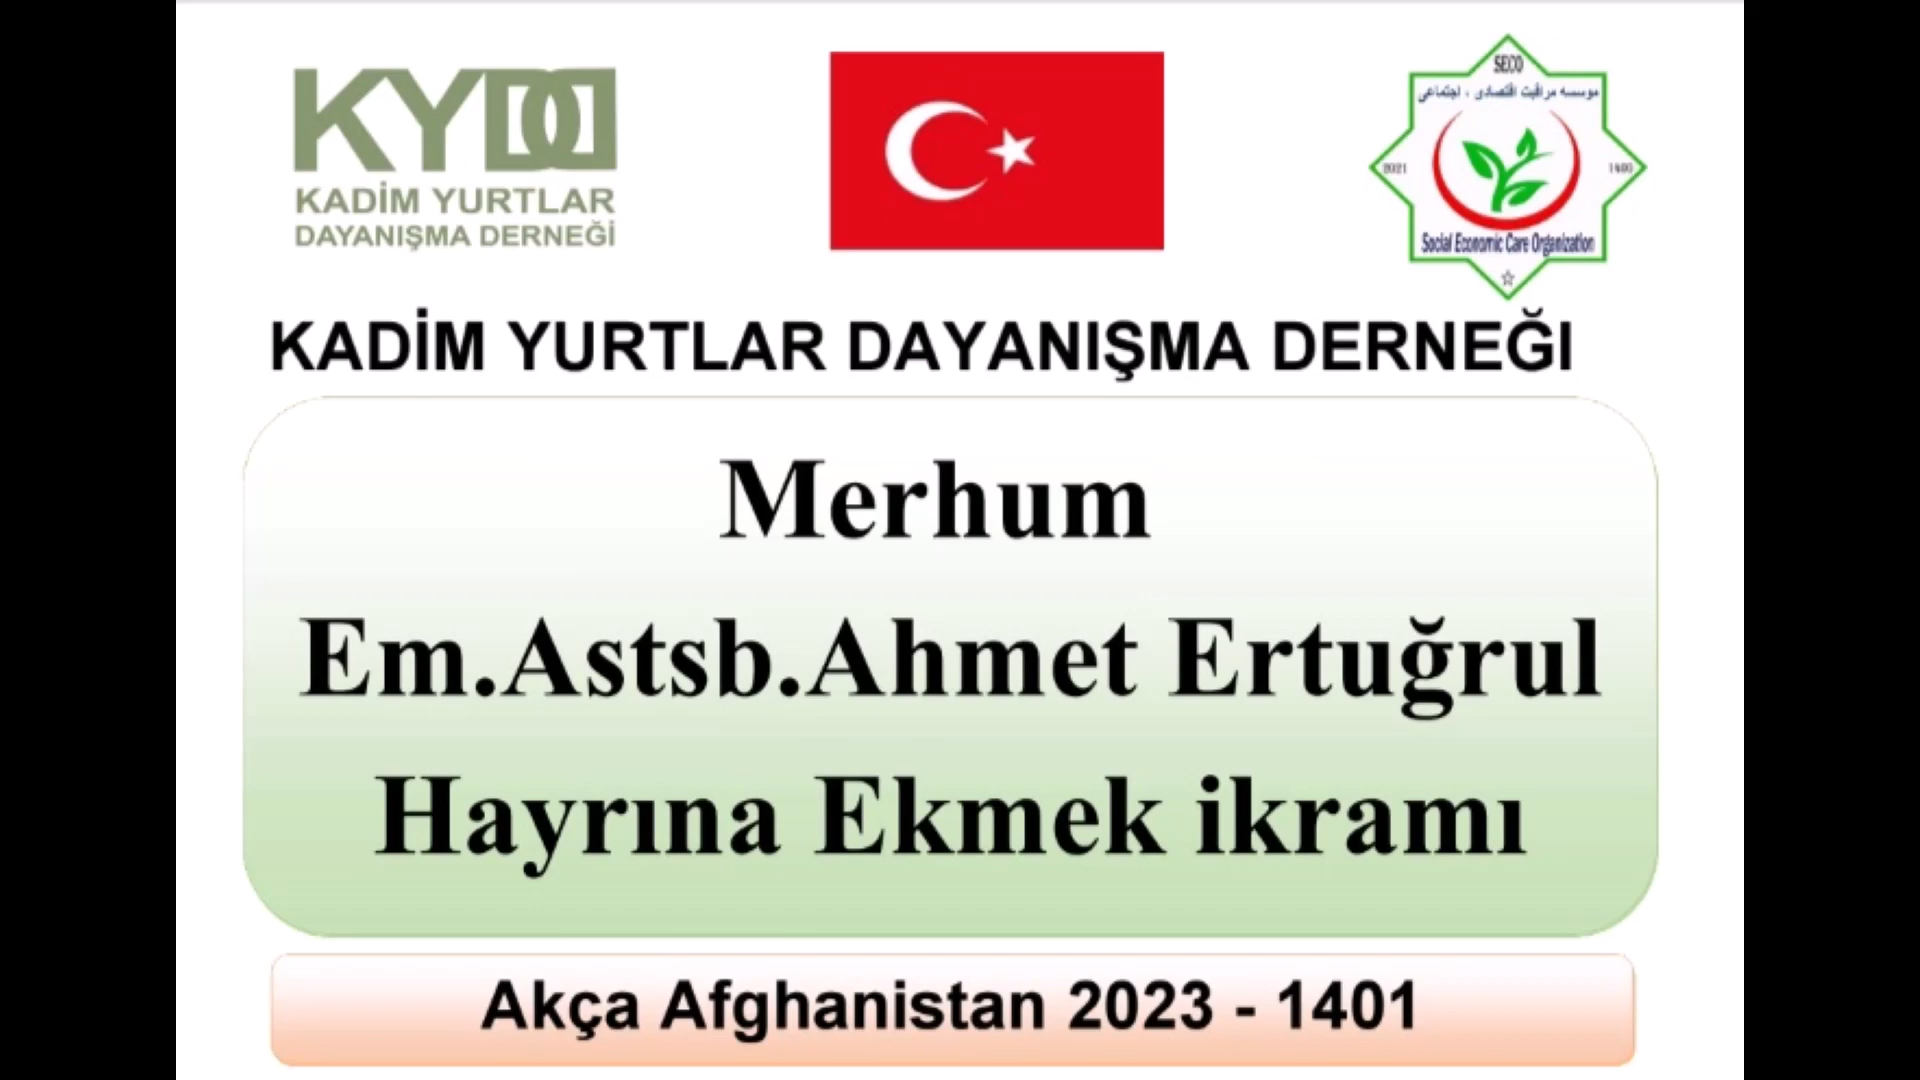 KYDD
KADİM YURTLAR
DAYANIŞMA DERNEĞİ
SECO
موسسه مراقبت اقتصادی ، اجتماعی
2021
1400
Social Economic Care Organization
KADİM YURTLAR DAYANIŞMA DERNEĞI
Merhum
Em.Astsb.Ahmet Ertuğrul
Hayrına Ekmek ikramı
Akça Afghanistan 2023 - 1401